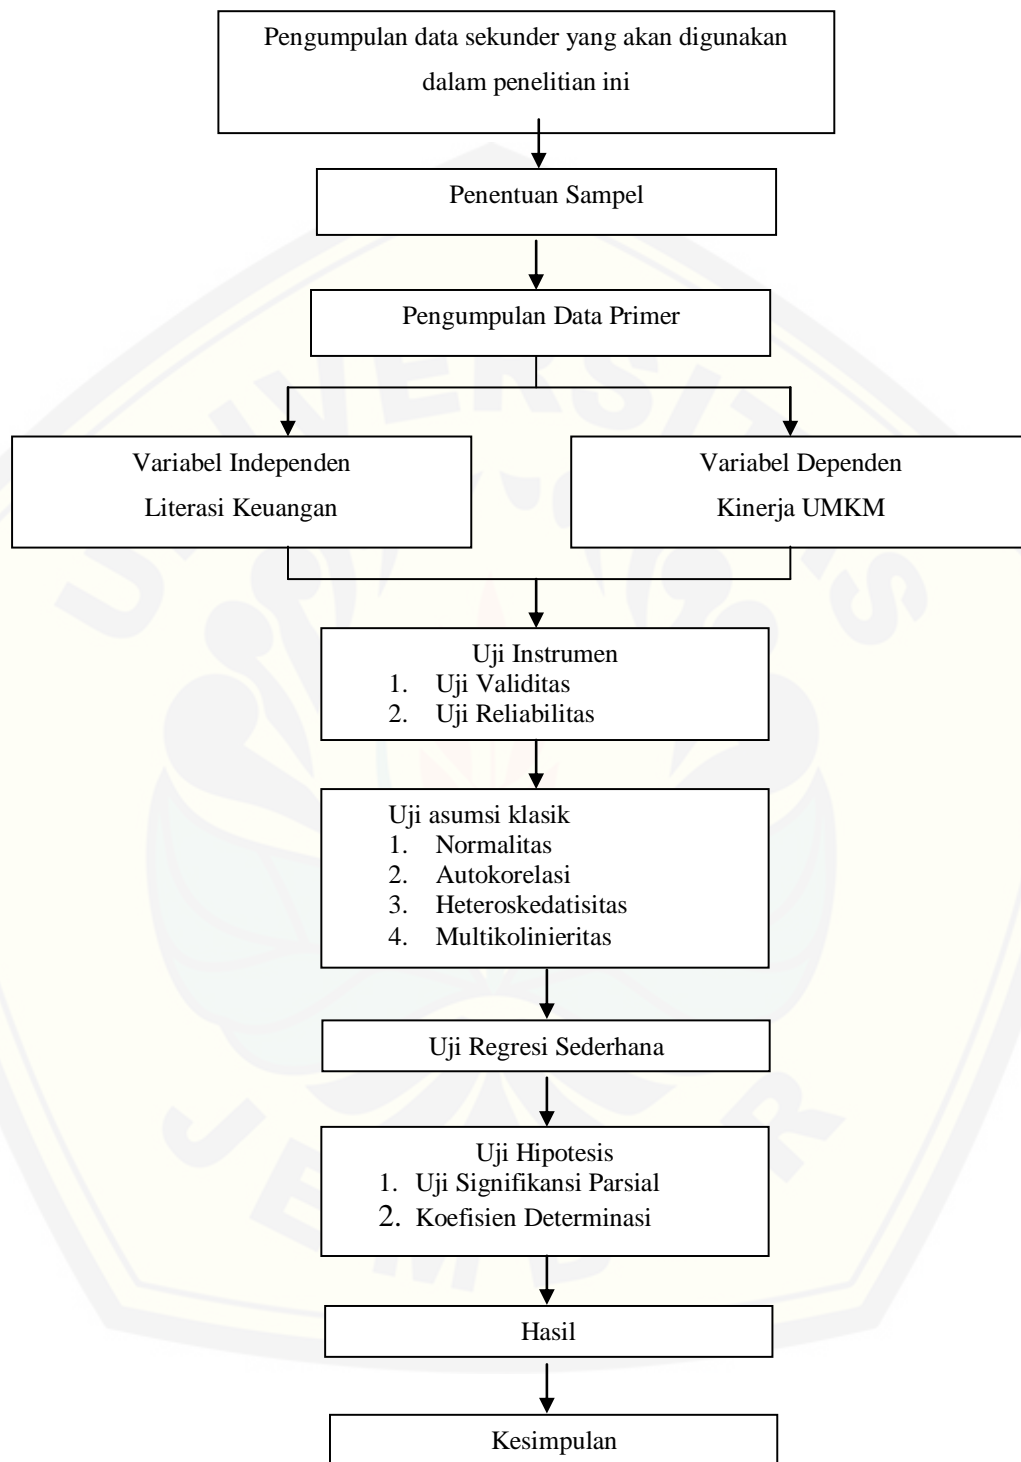 Pengumpulan data sekunder yang akan digunakan
dalam penelitian ini
Penentuan Sampel
Pengumpulan Data Primer
Variabel Independen
Literasi Keuangan
Variabel Dependen
Kinerja UMKM
Uji Instrumen
1. Uji Validitas
2. Uji Reliabilitas
Uji asumsi klasik
1. Normalitas
2. Autokorelasi
3. Heteroskedatisitas
4. Multikolinieritas
Uji Regresi Sederhana
Uji Hipotesis
1. Uji Signifikansi Parsial
2. Koefisien Determinasi
Hasil
Kesimpulan
UNIVERSITAS
JEMBER